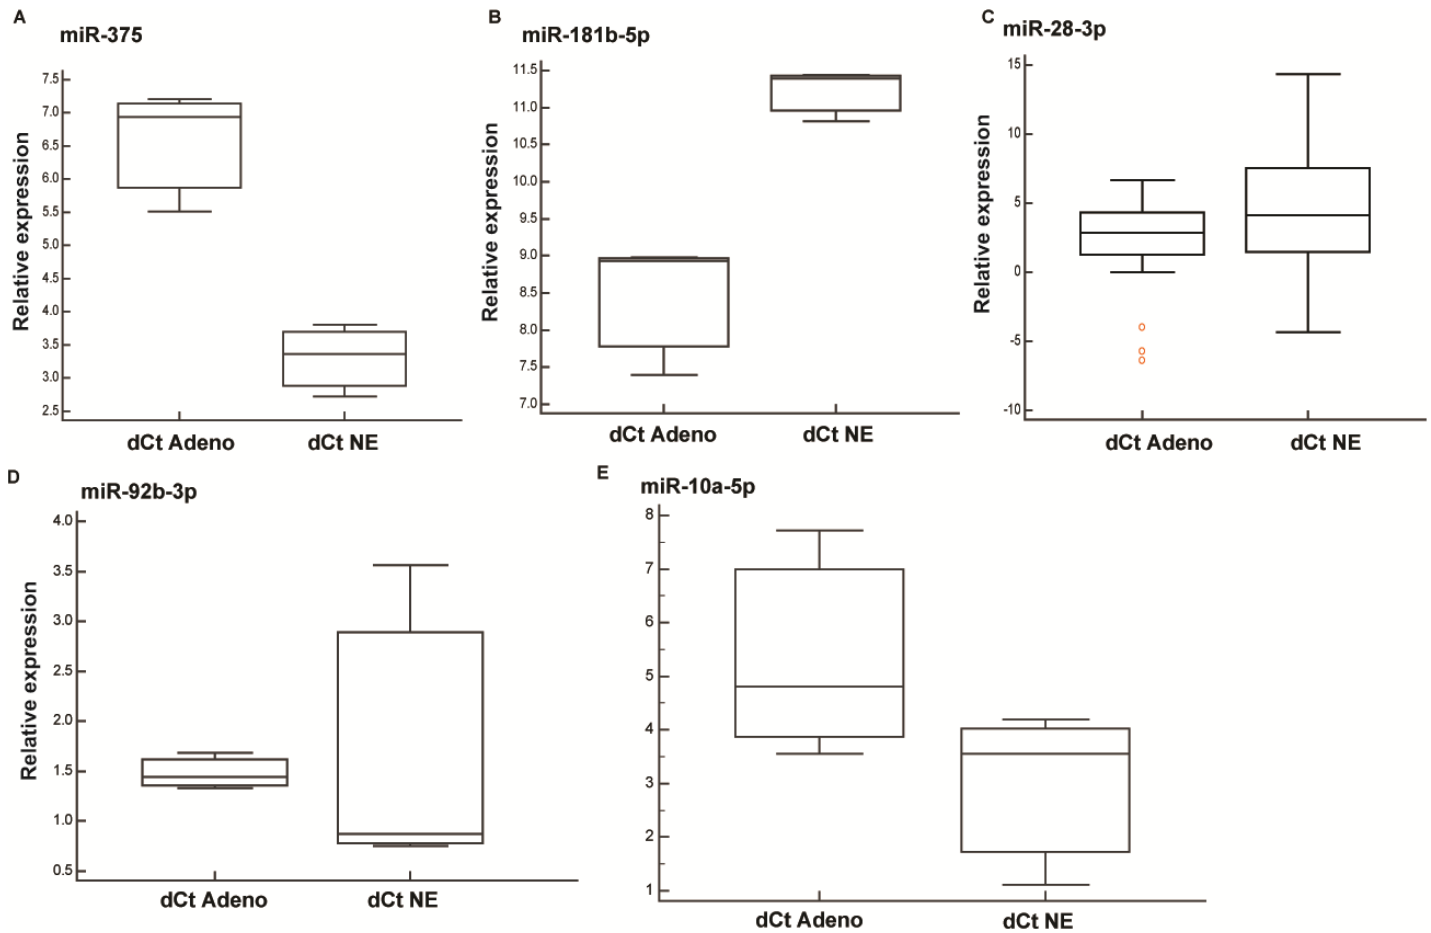 A
miR-375
Relative expression
7.5
7.0
6.5
6.0
5.5
5.0
4.5
4.0
3.5
3.0
2.5
dCt Adeno
dCt NE
B
miR-181b-5p
Relative expression
11.5
11.0
10.5
10.0
9.5
9.0
8.5
8.0
7.5
7.0
dCt Adeno
dCt NE
C
miR-28-3p
Relative expression
15
10
5
0
-5
-10
dCt Adeno
dCt NE
D
miR-92b-3p
Relative expression
4.0
3.5
3.0
2.5
2.0
1.5
1.0
0.5
dCt Adeno
dCt NE
E
miR-10a-5p
8
7
6
5
4
3
2
1
dCt Adeno
dCt NE